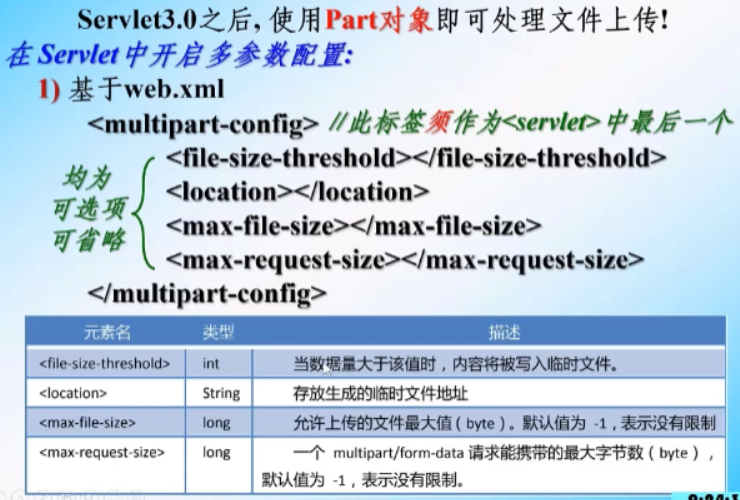 Servlet3.0之后, 使用Part对象即可处理文件上传!
在 Servlet 中开启多参数配置:
1) 基于web.xml
<multipart-config> //此标签须作为<servlet>中最后一个
均为
可选项
可省略
<file-size-threshold></file-size-threshold>
<location></location>
<max-file-size></max-file-size>
<max-request-size></max-request-size>
</multipart-config>
元素名 类型 描述
<file-size-threshold> int 当数据量大于该值时，内容将被写入临时文件。
<location> String 存放生成的临时文件地址
<max-file-size> long 允许上传的文件最大值（byte）。默认值为 -1，表示没有限制
<max-request-size> long 一个 multipart/form-data 请求能携带的最大字节数（byte），
默认值为 -1，表示没有限制。